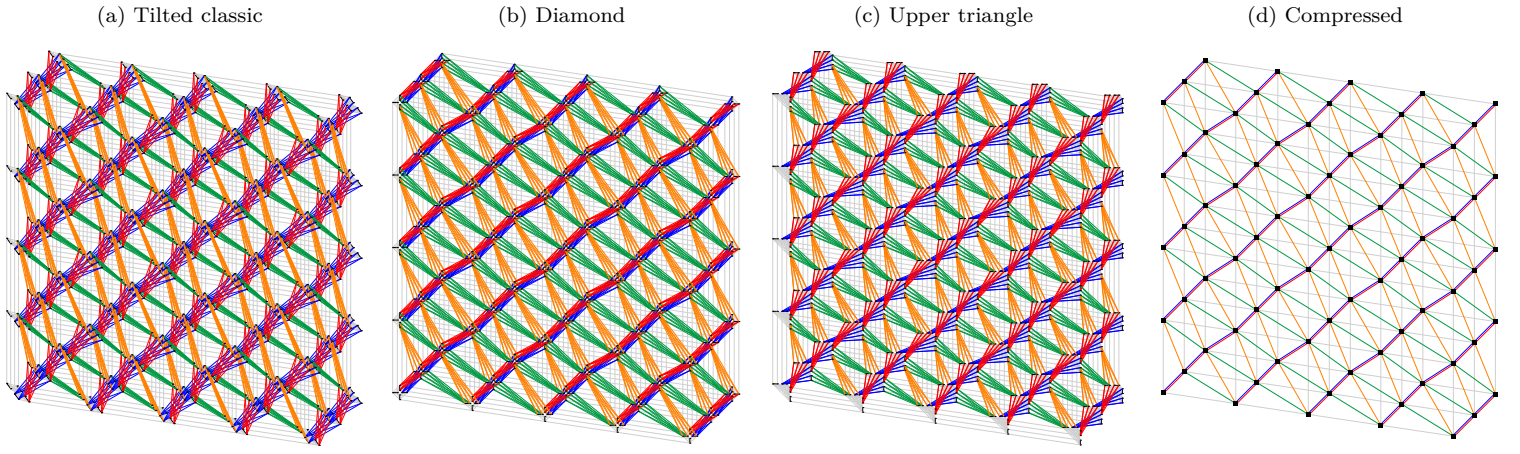 (a) Tilted classic
(b) Diamond
(c) Upper triangle
(d) Compressed